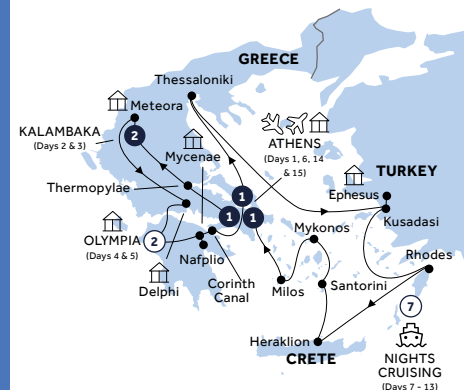 GREECE
Thessaloniki
Meteora
KALAMBAKA
(Days 2 & 3)
2
Mycenae
ATHENS
(Days 1, 6, 14
& 15)
TURKEY
Thermopylae
Ephesus
1
1
1
Kusadasi
OLYMPIA
(Days 4 & 5)
2
Mykonos
Rhodes
Nafplio
Delphi
Corinth
Canal
Milos
Santorini
7
Heraklion
CRETE
NIGHTS
CRUISING
(Days 7 - 13)